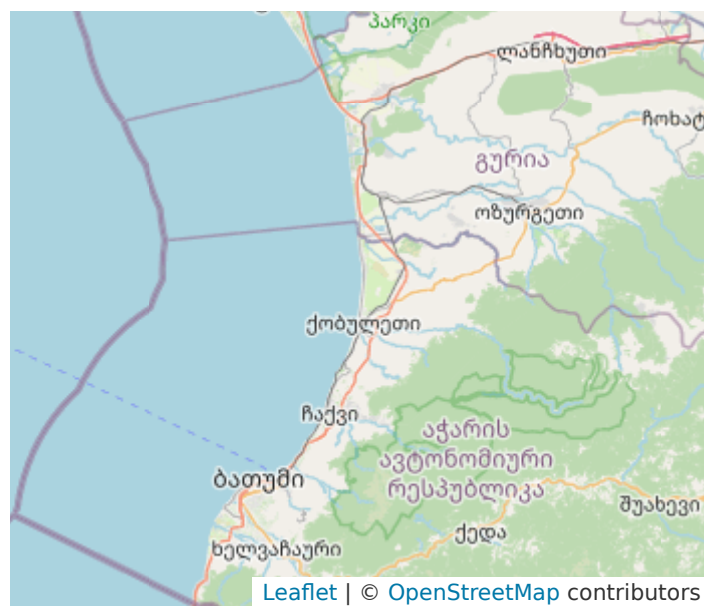 პარკი
ლანჩხუთი
ჩოხატ
გურია
ოზურგეთი
ქობულეთი
ჩაქვი
აჭარის
ავტონომიური
რესპუბლიკა
ბათუმი
შუახევი
ქედა
ხელვაჩაური
Leaflet | © OpenStreetMap contributors